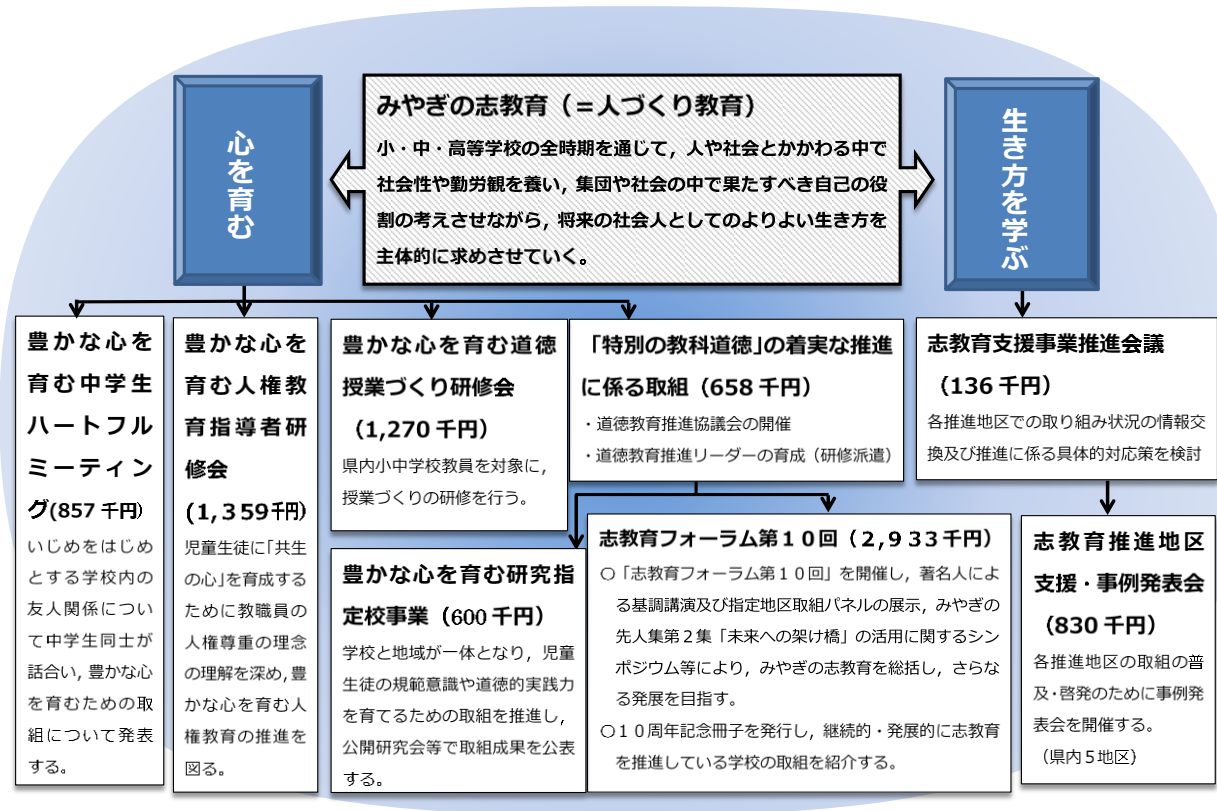 心を育む
みやぎの志教育（＝人づくり教育）
小・中・高等学校の全時期を通じて，人や社会とかかわる中で
社会性や勤労観を養い，集団や社会の中で果たすべき自己の役
割の考えさせながら，将来の社会人としてのよりよい生き方を
主体的に求めさせていく。
生き方を学ぶ
豊かな心を
育む中学生
ハートフル
ミーティン
グ(857 千円)
いじめをはじめ
とする学校内の
友人関係につい
て中学生同士が
話合い，豊かな心
を育むための取
組について発表
する。
豊かな心を
育む人権教
育指導者研
修会
(１,３５９千円)
児童生徒に「共生
の心」を育成する
ために教職員の
人権尊重の理念
の理解を深め，豊
かな心を育む人
権教育の推進を
図る。
豊かな心を育む道徳
授業づくり研修会
（1,270 千円）
県内小中学校教員を対象に，
授業づくりの研修を行う。
「特別の教科道徳」の着実な推進
に係る取組（658 千円）
・道徳教育推進協議会の開催
・道徳教育推進リーダーの育成（研修派遣）
志教育支援事業推進会議
（136 千円）
各推進地区での取り組み状況の情報交
換及び推進に係る具体的対応策を検討
豊かな心を育む研究指
定校事業（600 千円）
学校と地域が一体となり，児童
生徒の規範意識や道徳的実践力
を育てるための取組を推進し，
公開研究会等で取組成果を公表
する。
志教育フォーラム第１０回（２,９３３千円）
○「志教育フォーラム第１０回」を開催し，著名人によ
る基調講演及び指定地区取組パネルの展示，みやぎの
先人集第２集「未来への架け橋」の活用に関するシン
ポジウム等により，みやぎの志教育を総括し，さらな
る発展を目指す。
○１０周年記念冊子を発行し，継続的・発展的に志教育
を推進している学校の取組を紹介する。
志教育推進地区
支援・事例発表会
（830 千円）
各推進地区の取組の普
及・啓発のために事例発
表会を開催する。
（県内５地区）